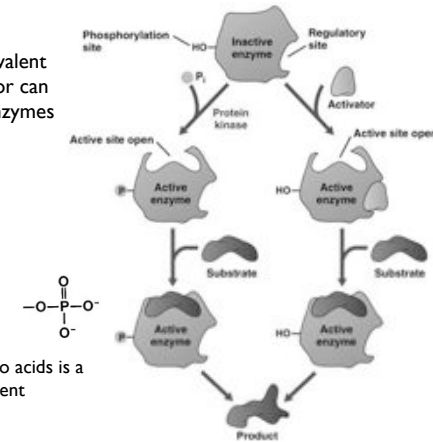 valent
or can
nzymes
Phosphorylation
site
HO
Inactive
enzyme
Regulatory
site
Pi
Protein
kinase
Activator
Active site open
Active site open
P
Active
enzyme
HO
Active
enzyme
Substrate
Substrate
P
Active
enzyme
HO
Active
enzyme
O
—O—P—O⁻
O⁻
o acids is a
ent
Product